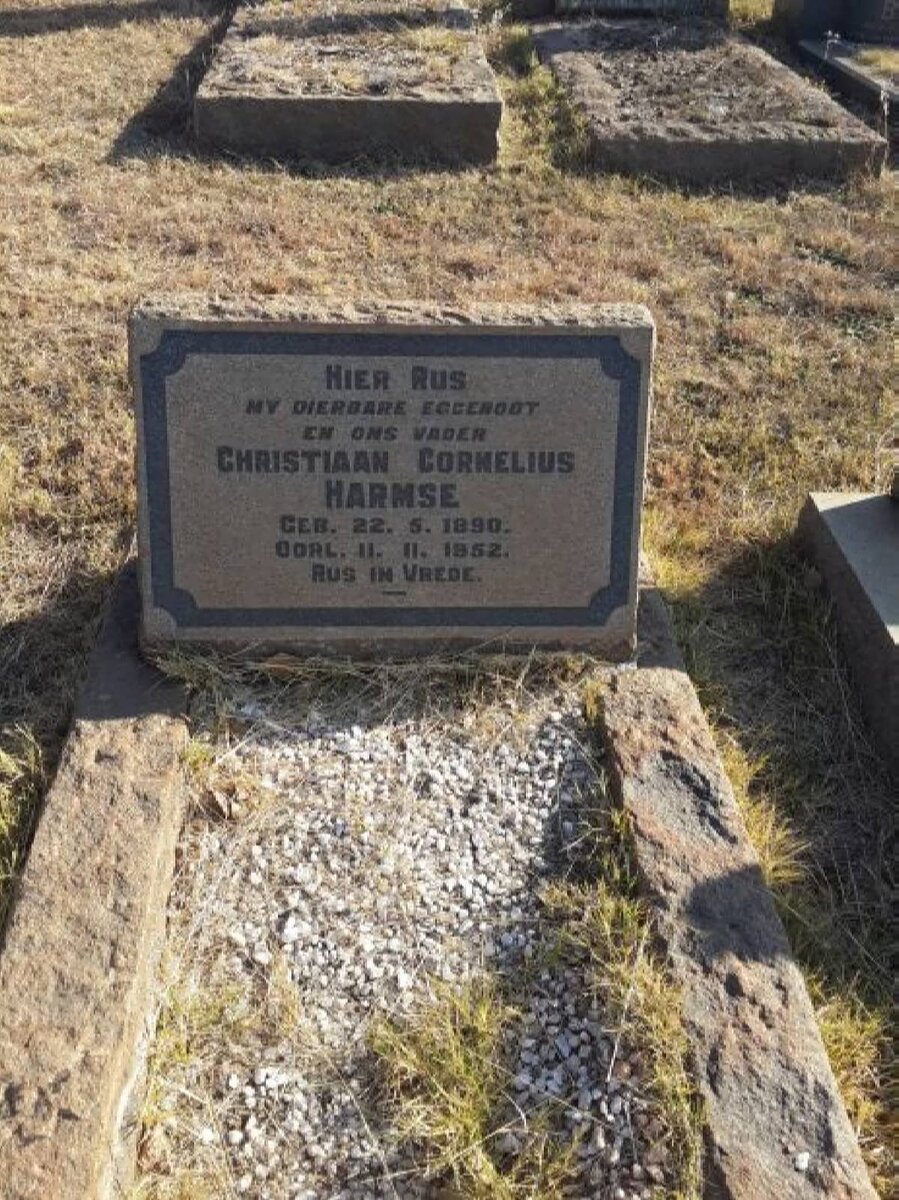 HIER RUS
MY DIERBARE EGGENOOT
EN ONS VADER
CHRISTIAAN CORNELIUS
HARMSE
GEB. 22. 5. 1890.
OORL. 11. 11. 1952.
RUS IN VREDE.